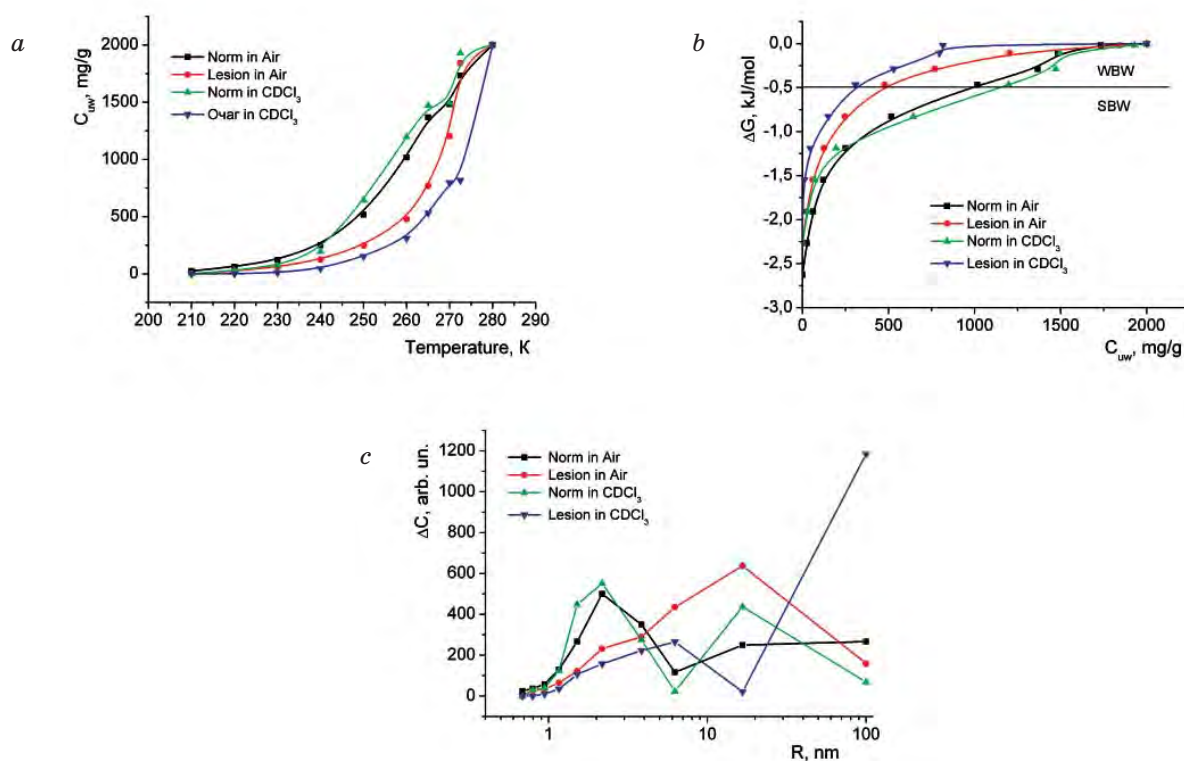 a
C_uw, mg/g
2000
1500
1000
500
0
Norm in Air
Lesion in Air
Norm in CDCl₃
Очаг in CDCl₃
200 210 220 230 240 250 260 270 280 290
Temperature, K
b
ΔG, kJ/mol
0,0
-0,5
-1,0
-1,5
-2,0
-2,5
-3,0
WBW
SBW
Norm in Air
Lesion in Air
Norm in CDCl₃
Lesion in CDCl₃
0 500 1000 1500 2000
C_uw, mg/g
c
ΔC, arb. un.
1200
1000
800
600
400
200
0
Norm in Air
Lesion in Air
Norm in CDCl₃
Lesion in CDCl₃
1 10 100
R, nm